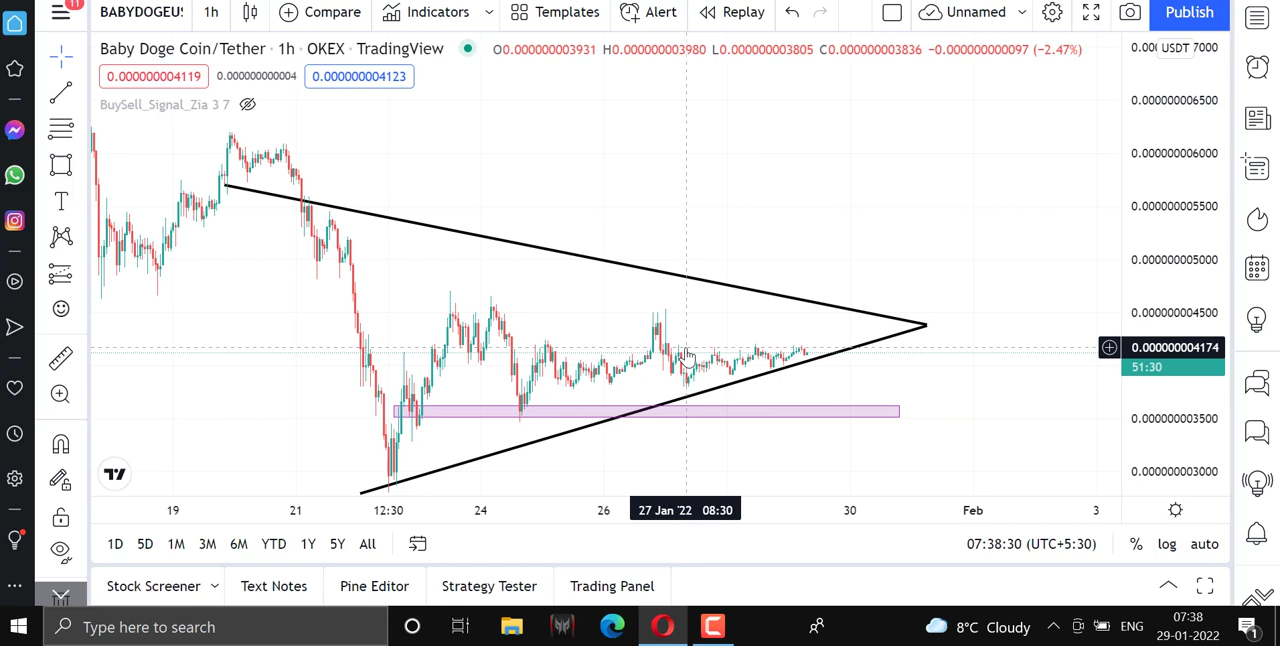 11
BABYDOGEUS
1h
Compare
Indicators
Templates
Alert
Replay
Unnamed
Publish
Baby Doge Coin/Tether · 1h · OKEX · TradingView
O0.000000003931 H0.000000003980 L0.000000003805 C0.000000003836 −0.000000000097 (−2.47%)
0.000000004119
0.000000000004
0.000000004123
BuySell_Signal_Zia 3 7
USDT
7000
0.000000006500
0.000000006000
0.000000005500
0.000000005000
0.000000004500
0.000000004174
51:30
0.000000003500
0.000000003000
19
21
12:30
24
26
27 Jan '22 08:30
30
Feb
3
1D
5D
1M
3M
6M
YTD
1Y
5Y
All
07:38:30 (UTC+5:30)
%
log
auto
Stock Screener
Text Notes
Pine Editor
Strategy Tester
Trading Panel
Type here to search
8°C Cloudy
ENG
07:38
29-01-2022
1